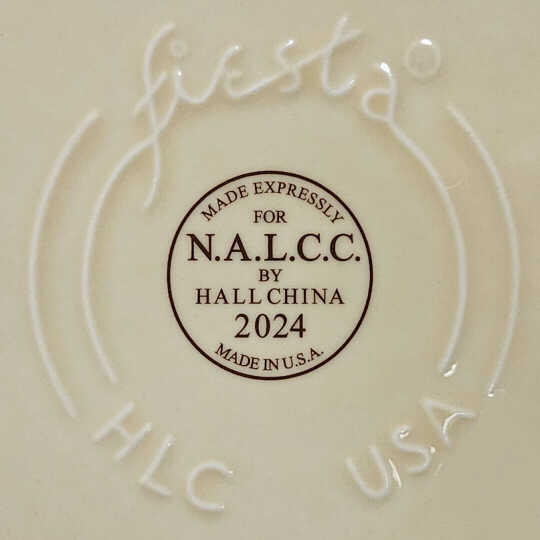 fiesta®
MADE EXPRESSLY
FOR
N.A.L.C.C.
BY
HALL CHINA
2024
MADE IN U.S.A.
HLC USA